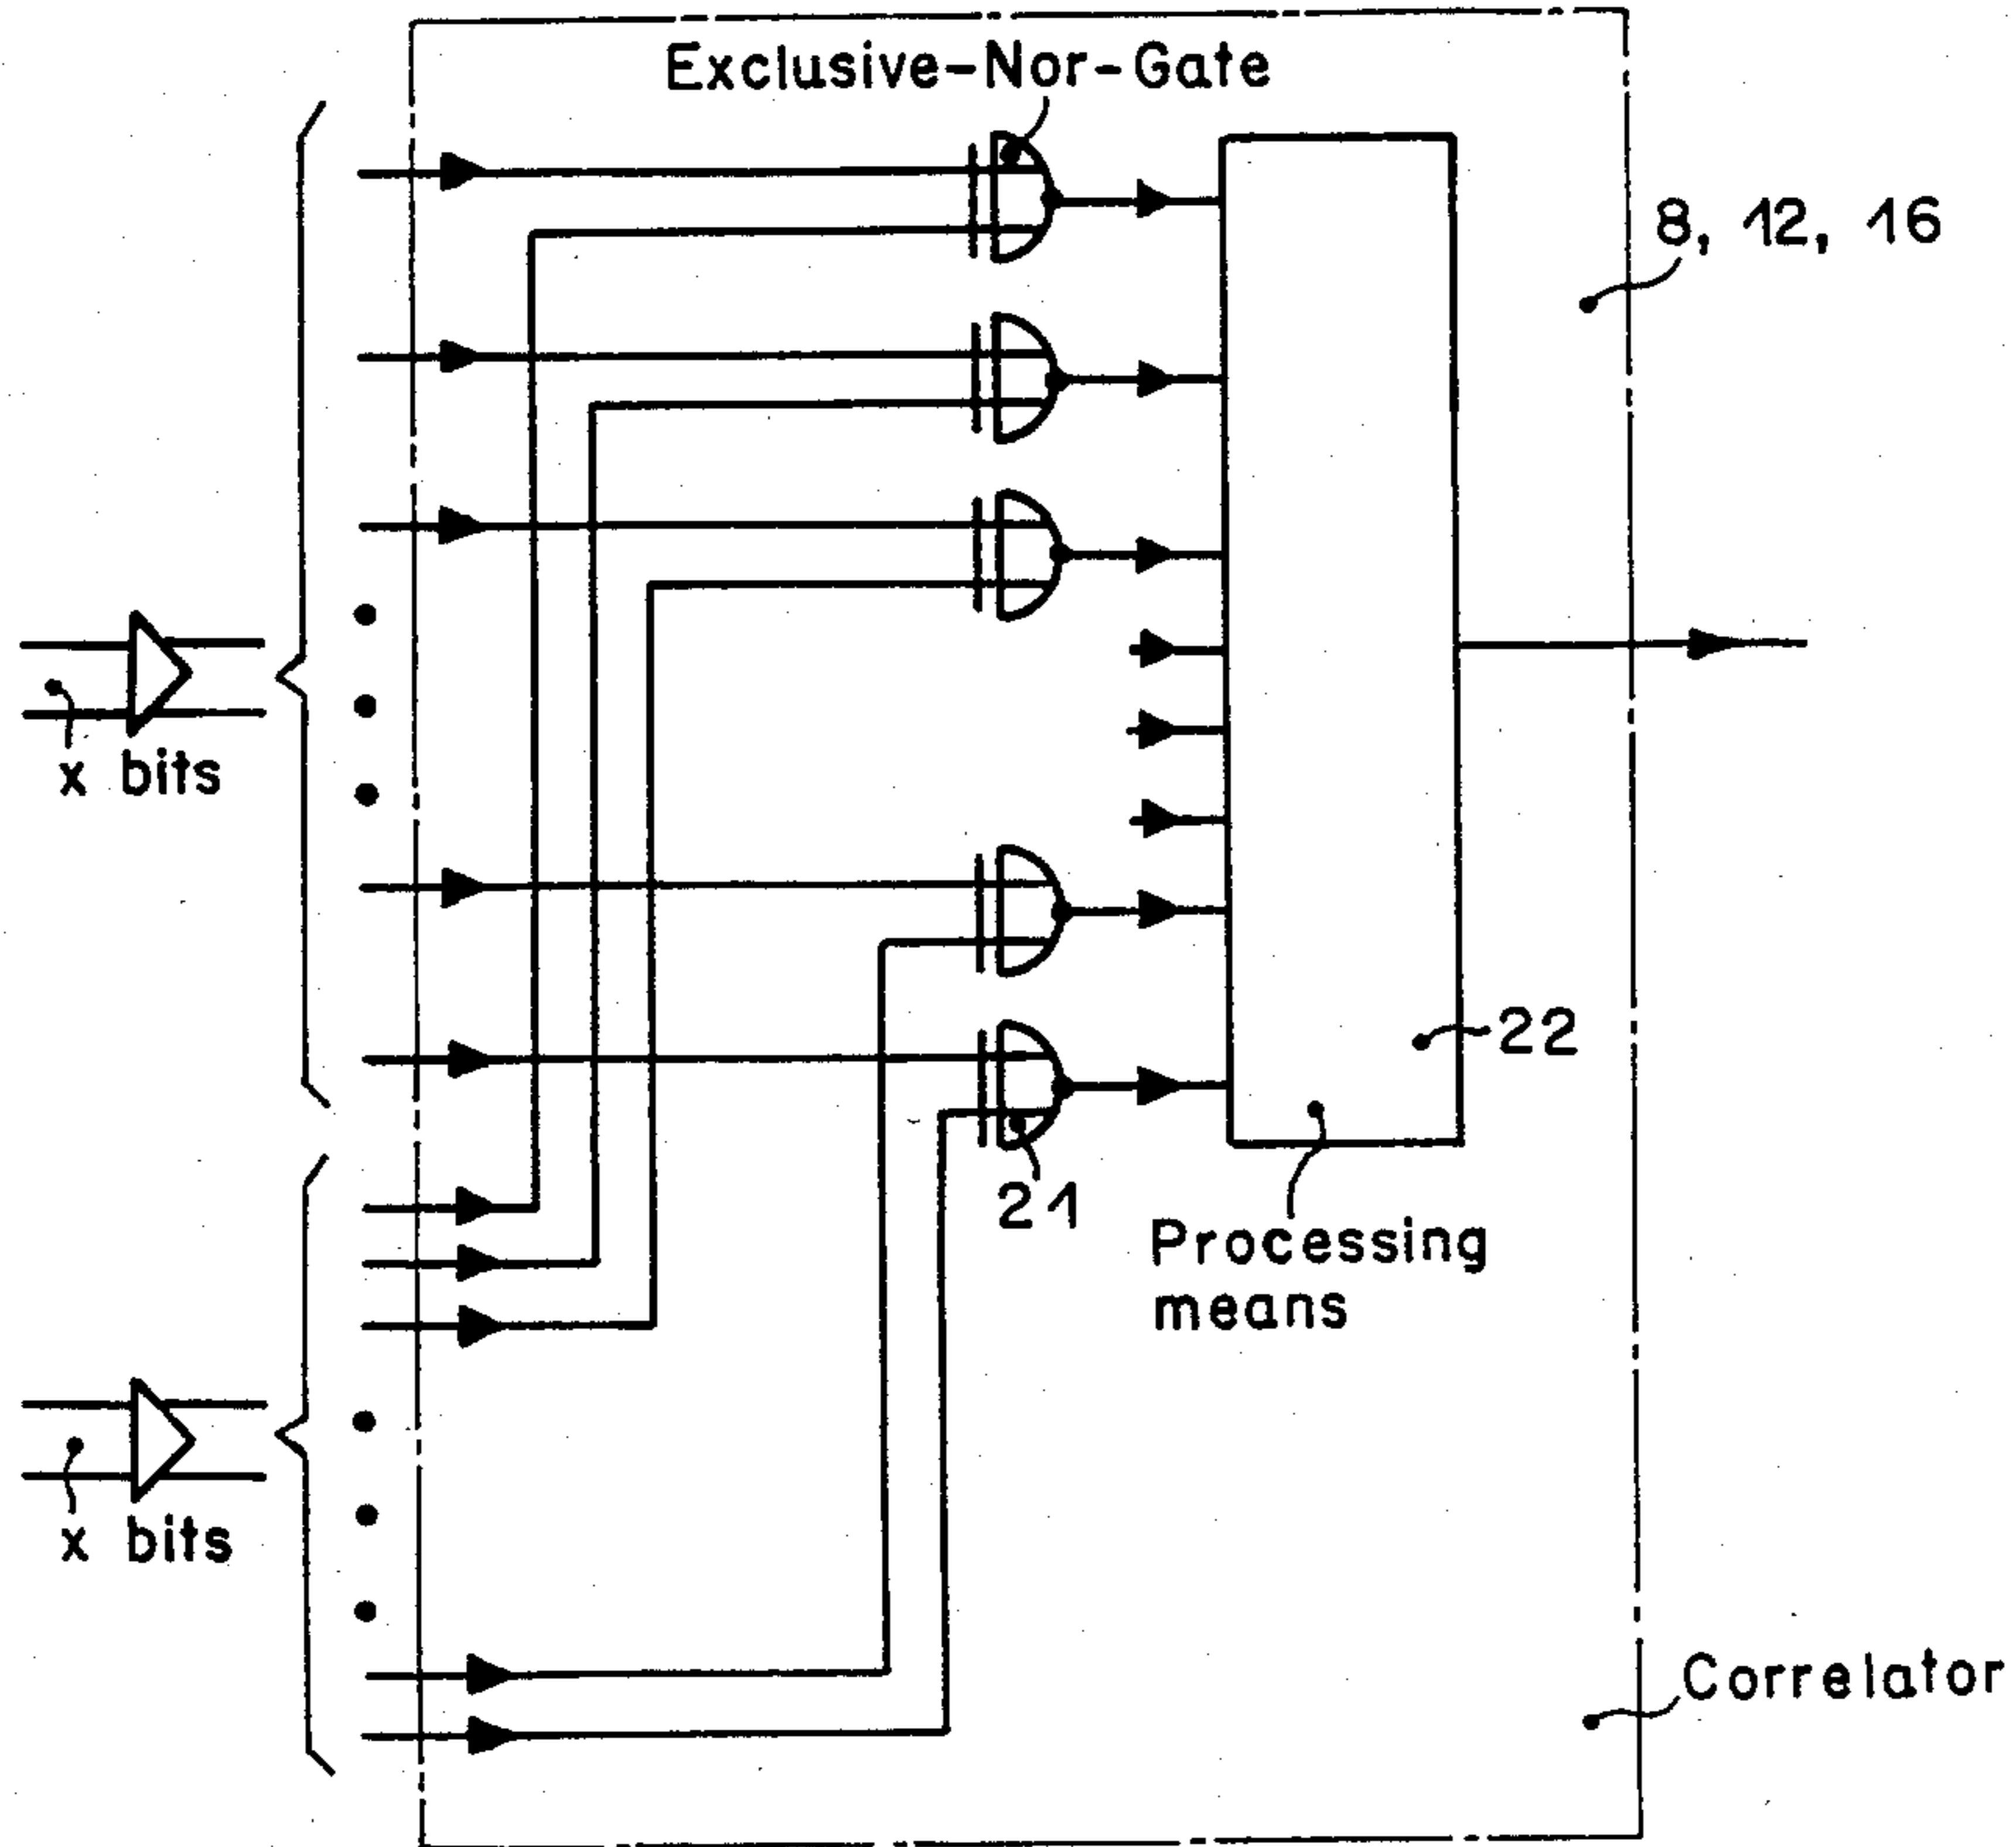 Exclusive-Nor-Gate
8, 12, 16
x bits
22
21
Processing
means
x bits
Correlator